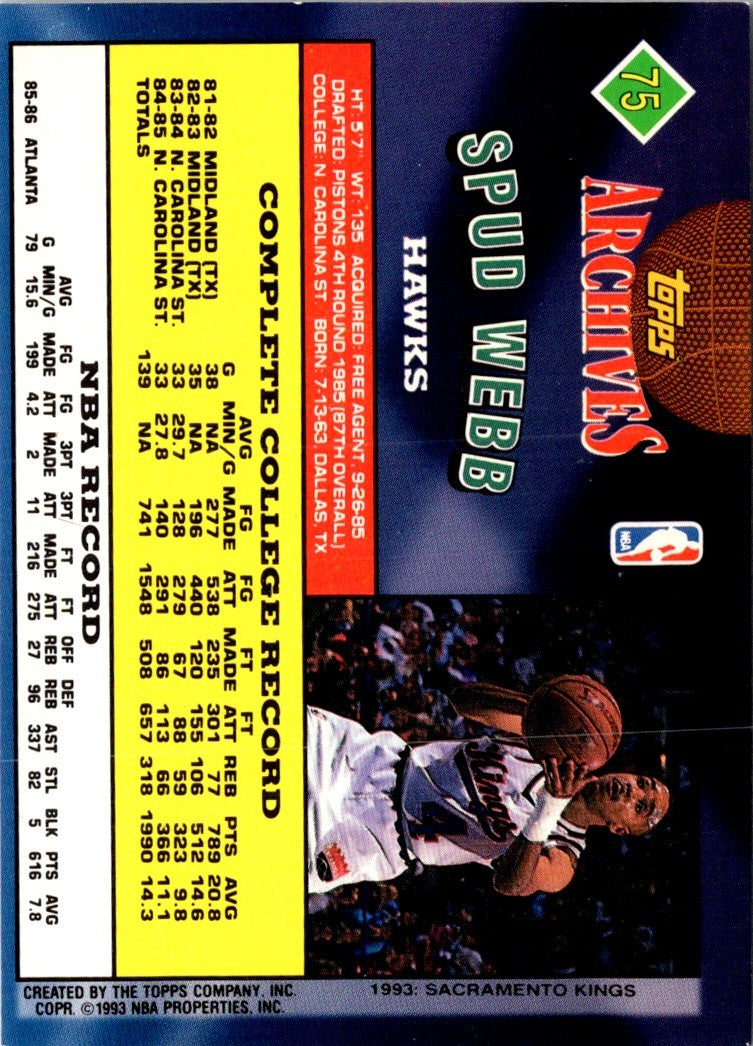 75
TOPPS
ARCHIVES
NBA
SPUD WEBB
HAWKS
HT: 5'7" WT: 135 ACQUIRED: FREE AGENT, 9-26-85
DRAFTED: PISTONS 4TH ROUND 1985 (87TH OVERALL)
COLLEGE: N. CAROLINA ST. BORN: 7-13-63, DALLAS, TX
Kings
4
1993: SACRAMENTO KINGS
COMPLETE COLLEGE RECORD
AVG FG FG FT FT
G MIN/G MADE ATT MADE ATT REB PTS AVG
81-82 MIDLAND (TX) 38 NA 277 538 235 301 77 789 20.8
82-83 MIDLAND (TX) 35 NA 196 440 120 155 106 512 14.6
83-84 N. CAROLINA ST. 33 29.7 128 279 67 88 59 323 9.8
84-85 N. CAROLINA ST. 33 27.8 140 291 86 113 66 366 11.1
TOTALS 139 NA 741 1548 508 657 318 1990 14.3
NBA RECORD
AVG FG FG 3PT 3PT FT FT OFF DEF
G MIN/G MADE ATT MADE ATT MADE ATT REB REB AST STL BLK PTS AVG
85-86 ATLANTA 79 15.6 199 4.2 2 11 216 275 27 96 337 82 5 616 7.8
CREATED BY THE TOPPS COMPANY, INC.
COPR. ©1993 NBA PROPERTIES, INC.